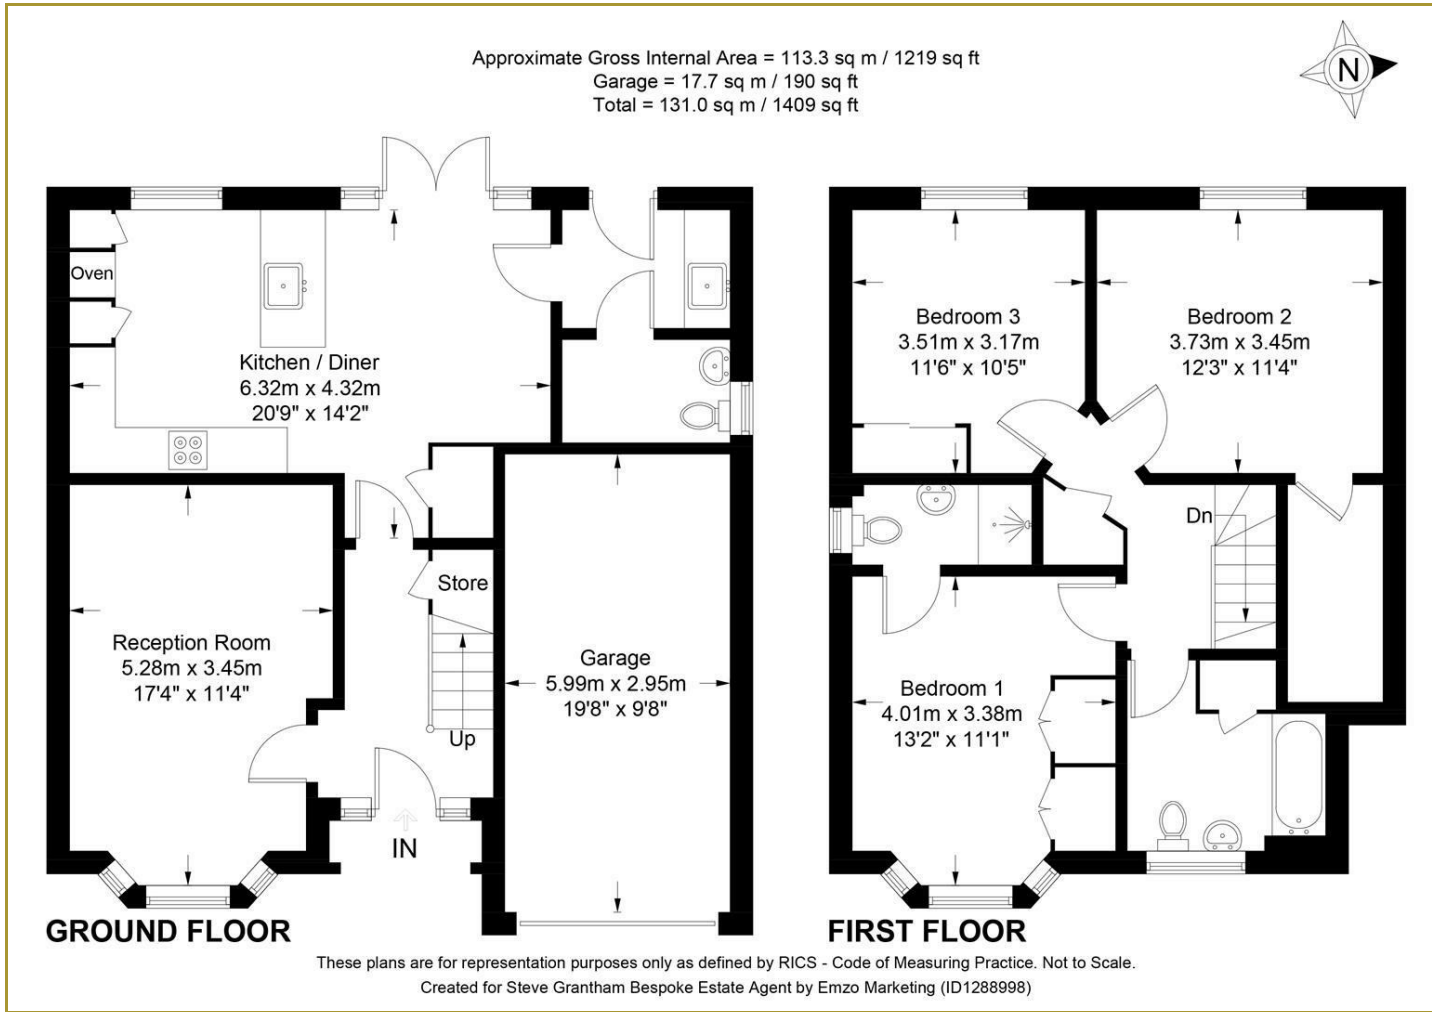 Approximate Gross Internal Area = 113.3 sq m / 1219 sq ft
Garage = 17.7 sq m / 190 sq ft
Total = 131.0 sq m / 1409 sq ft
N
Oven
Kitchen / Diner
6.32m x 4.32m
20'9" x 14'2"
Store
Reception Room
5.28m x 3.45m
17'4" x 11'4"
Up
Garage
5.99m x 2.95m
19'8" x 9'8"
IN
GROUND FLOOR
Bedroom 3
3.51m x 3.17m
11'6" x 10'5"
Bedroom 2
3.73m x 3.45m
12'3" x 11'4"
Dn
Bedroom 1
4.01m x 3.38m
13'2" x 11'1"
FIRST FLOOR
These plans are for representation purposes only as defined by RICS - Code of Measuring Practice. Not to Scale.
Created for Steve Grantham Bespoke Estate Agent by Emzo Marketing (ID1288998)